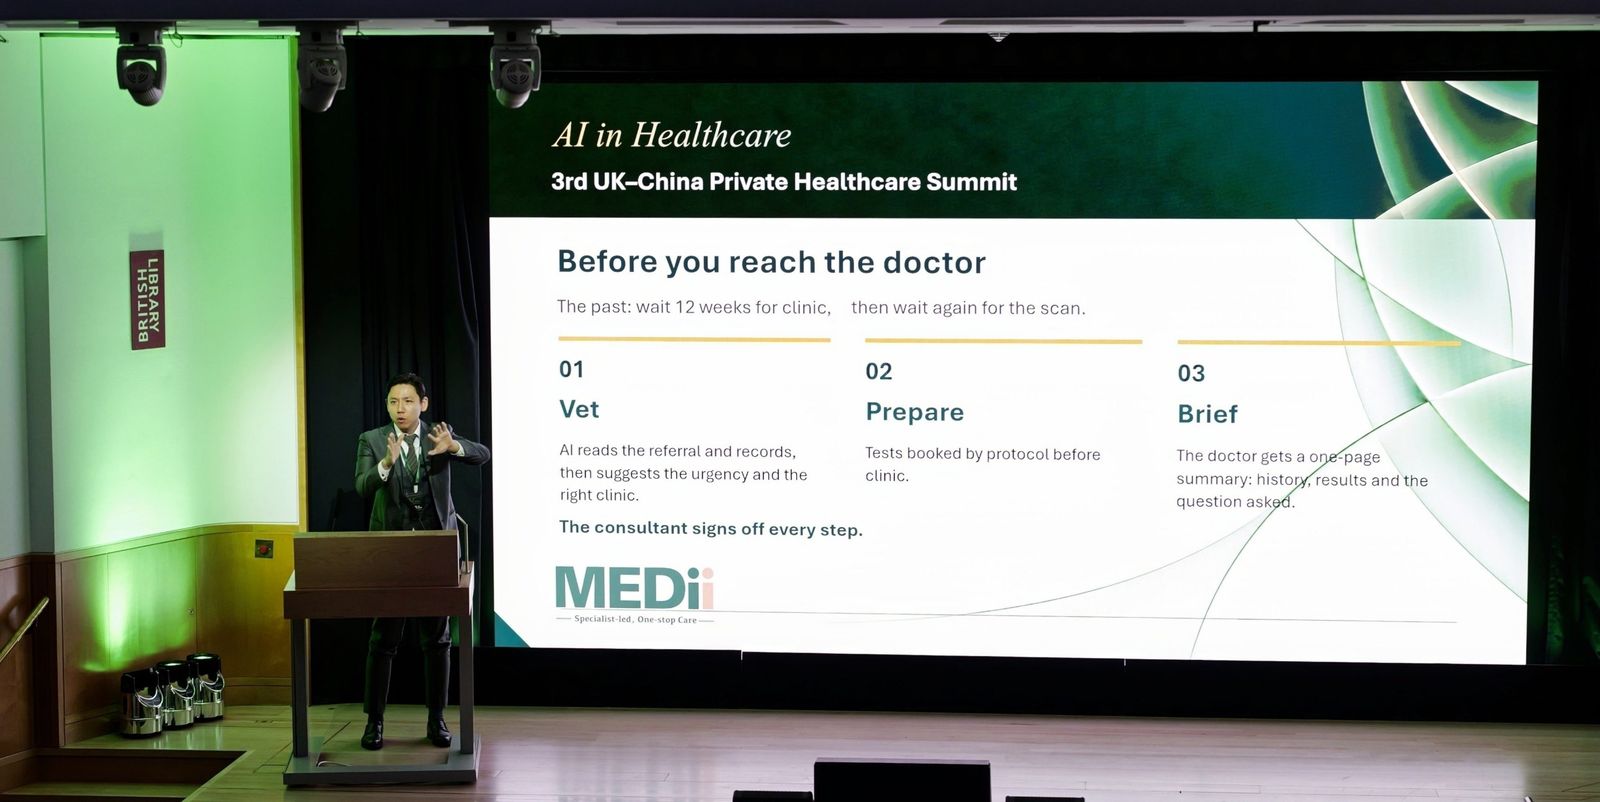 AI in Healthcare
3rd UK–China Private Healthcare Summit
Before you reach the doctor
The past: wait 12 weeks for clinic, then wait again for the scan.
01
Vet
AI reads the referral and records,
then suggests the urgency and the
right clinic.
02
Prepare
Tests booked by protocol before
clinic.
03
Brief
The doctor gets a one-page
summary: history, results and the
question asked.
The consultant signs off every step.
MEDii
Specialist-led, One-stop Care
BRITISH
LIBRARY